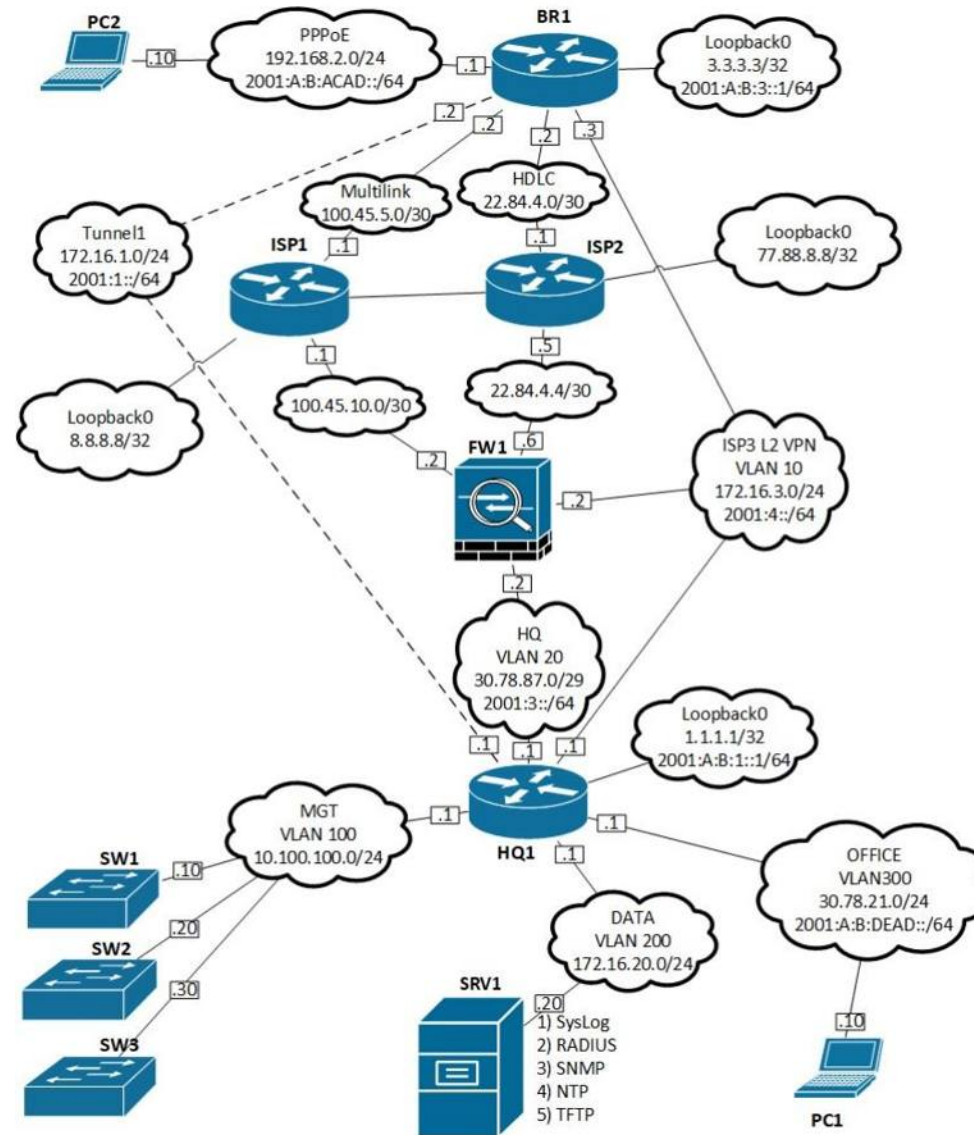 PC2
.10
PPPoE
192.168.2.0/24
2001:A:B:ACAD::/64
.1
BR1
Loopback0
3.3.3.3/32
2001:A:B:3::1/64
.2
.2
.2
.3
Multilink
100.45.5.0/30
HDLC
22.84.4.0/30
Tunnel1
172.16.1.0/24
2001:1::/64
.1
ISP1
.1
ISP2
Loopback0
77.88.8.8/32
.1
.5
100.45.10.0/30
22.84.4.4/30
Loopback0
8.8.8.8/32
.2
.6
FW1
ISP3 L2 VPN
VLAN 10
172.16.3.0/24
2001:4::/64
.2
.2
HQ
VLAN 20
30.78.87.0/29
2001:3::/64
Loopback0
1.1.1.1/32
2001:A:B:1::1/64
.1
.1
.1
MGT
VLAN 100
10.100.100.0/24
.1
HQ1
.1
.1
SW1
.10
SW2
.20
SW3
.30
OFFICE
VLAN300
30.78.21.0/24
2001:A:B:DEAD::/64
DATA
VLAN 200
172.16.20.0/24
SRV1
.20
1) SysLog
2) RADIUS
3) SNMP
4) NTP
5) TFTP
.10
PC1